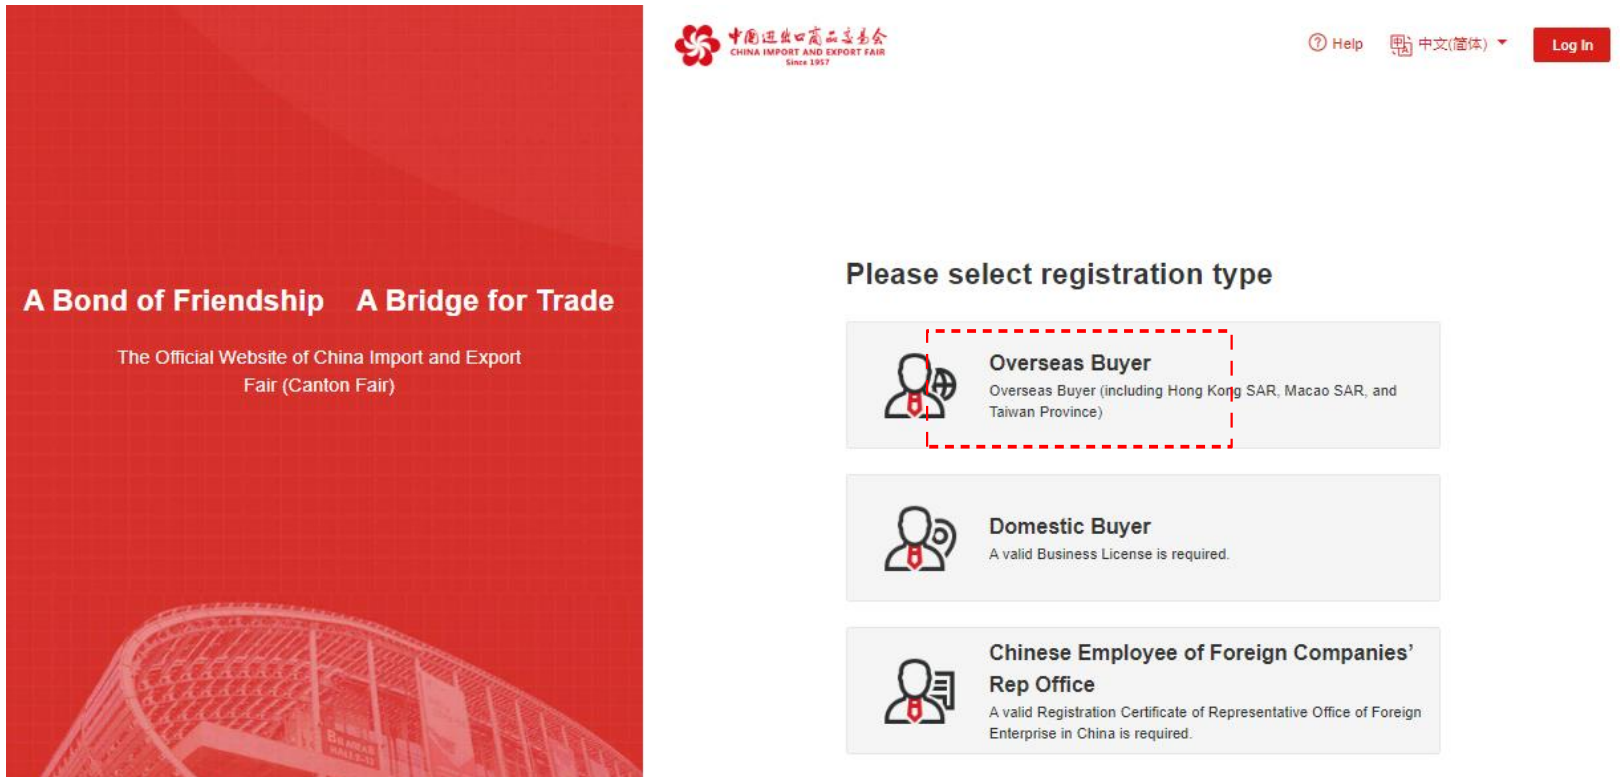 中国进出口商品交易会
CHINA IMPORT AND EXPORT FAIR
Since 1957
Help
中文(简体)
Log In
A Bond of Friendship A Bridge for Trade
The Official Website of China Import and Export
Fair (Canton Fair)
Please select registration type
Overseas Buyer
Overseas Buyer (including Hong Kong SAR, Macao SAR, and
Taiwan Province)
Domestic Buyer
A valid Business License is required.
Chinese Employee of Foreign Companies’
Rep Office
A valid Registration Certificate of Representative Office of Foreign
Enterprise in China is required.